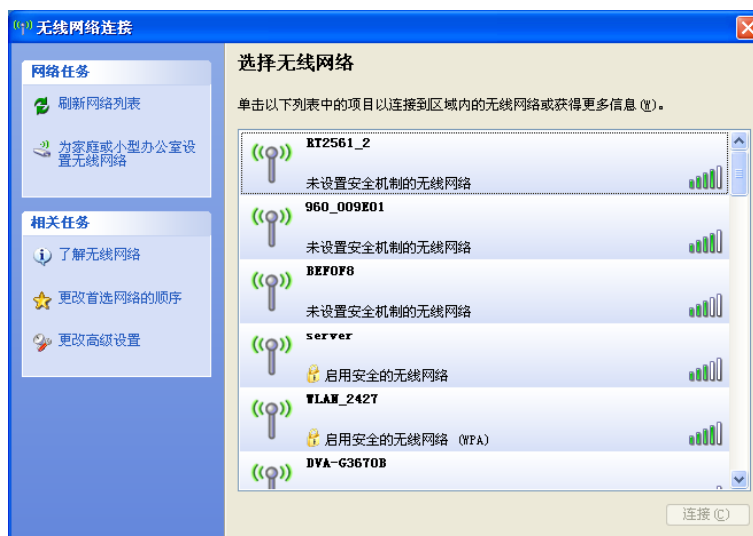 无线网络连接
网络任务
刷新网络列表
为家庭或小型办公室设
置无线网络
相关任务
了解无线网络
更改首选网络的顺序
更改高级设置
选择无线网络
单击以下列表中的项目以连接到区域内的无线网络或获得更多信息(W)。
RT2561_2
未设置安全机制的无线网络
960_009E01
未设置安全机制的无线网络
BEF0F8
未设置安全机制的无线网络
server
启用安全的无线网络
WLAN_2427
启用安全的无线网络 (WPA)
DVA-G3670B
连接(C)